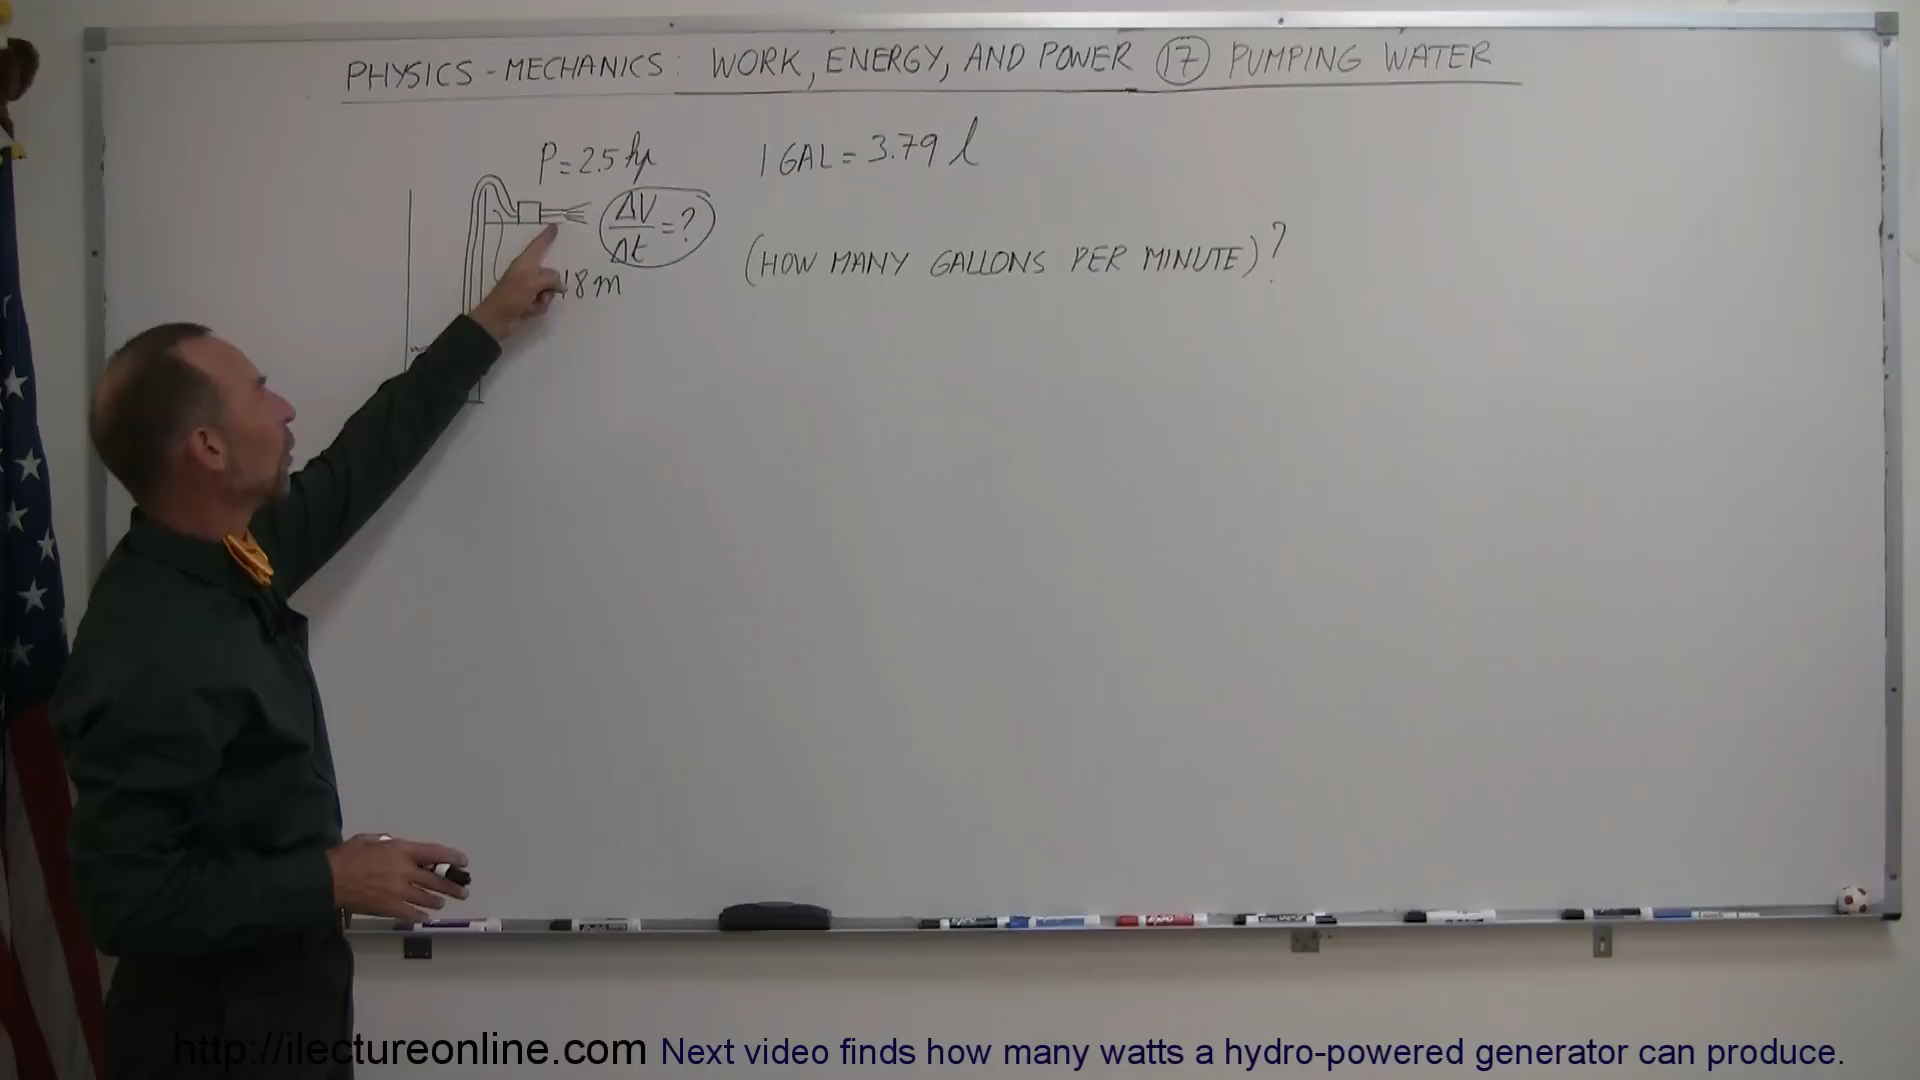 PHYSICS - MECHANICS: WORK, ENERGY, AND POWER 17 PUMPING WATER
P = 2.5 hp
1 GAL = 3.79 l
ΔV/Δt = ?
(HOW MANY GALLONS PER MINUTE)?
18 m
EXPO
http://ilectureonline.com Next video finds how many watts a hydro-powered generator can produce.